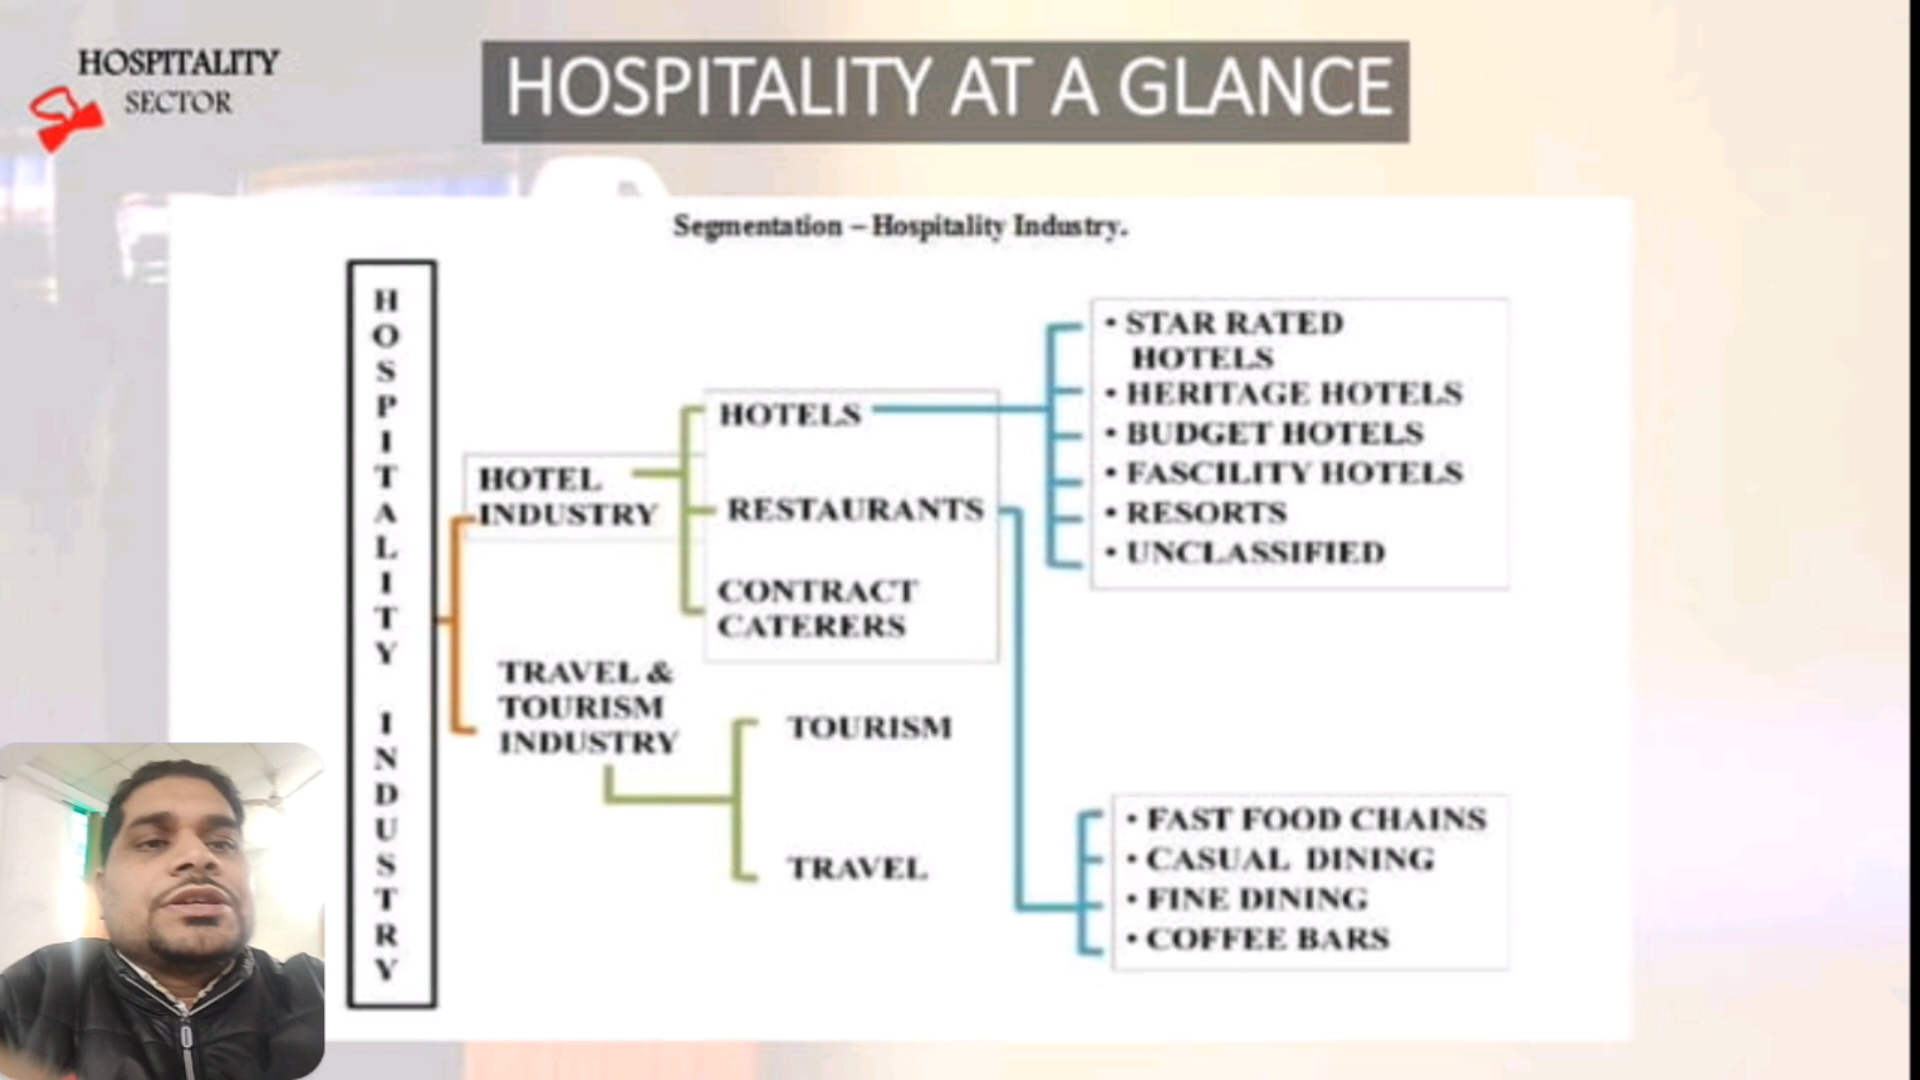 HOSPITALITY
SECTOR
HOSPITALITY AT A GLANCE
Segmentation – Hospitality Industry.
HOSPITALITY INDUSTRY
HOTEL
INDUSTRY
TRAVEL &
TOURISM
INDUSTRY
HOTELS
RESTAURANTS
CONTRACT
CATERERS
TOURISM
TRAVEL
• STAR RATED
HOTELS
• HERITAGE HOTELS
• BUDGET HOTELS
• FASCILITY HOTELS
• RESORTS
• UNCLASSIFIED
• FAST FOOD CHAINS
• CASUAL DINING
• FINE DINING
• COFFEE BARS